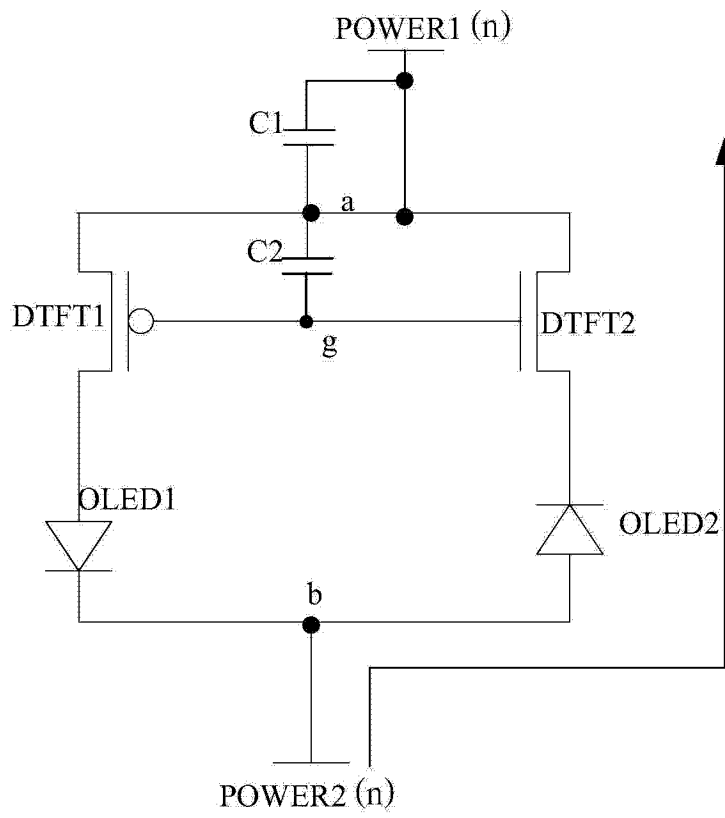 POWER1 (n)
C1
a
C2
DTFT1
DTFT2
g
OLED1
OLED2
b
POWER2 (n)